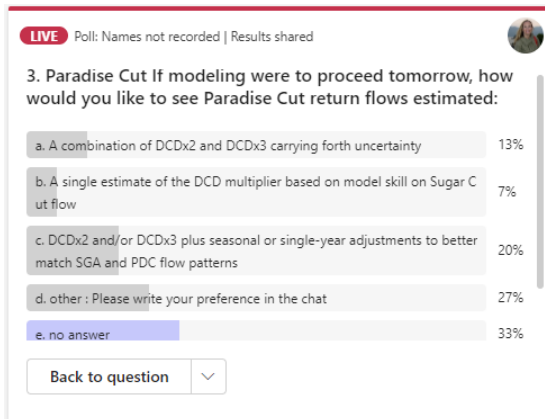 LIVE Poll: Names not recorded | Results shared
3. Paradise Cut If modeling were to proceed tomorrow, how
would you like to see Paradise Cut return flows estimated:
a. A combination of DCDx2 and DCDx3 carrying forth uncertainty 13%
b. A single estimate of the DCD multiplier based on model skill on Sugar C
ut flow 7%
c. DCDx2 and/or DCDx3 plus seasonal or single-year adjustments to better
match SGA and PDC flow patterns 20%
d. other : Please write your preference in the chat 27%
e. no answer 33%
Back to question